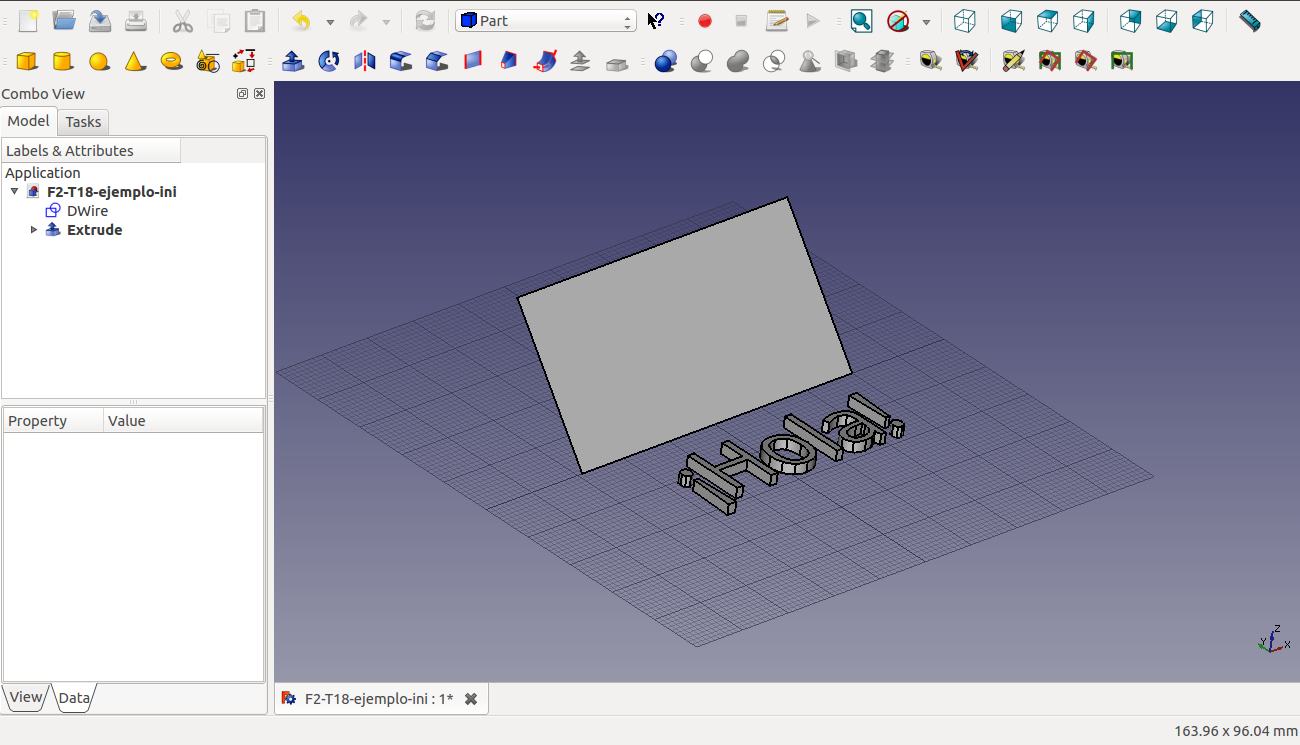 Part
Combo View
Model
Tasks
Labels & Attributes
Application
F2-T18-ejemplo-ini
DWire
Extrude
¡Hola!
Property
Value
Z
Y
X
View
Data
F2-T18-ejemplo-ini : 1*
163.96 x 96.04 mm